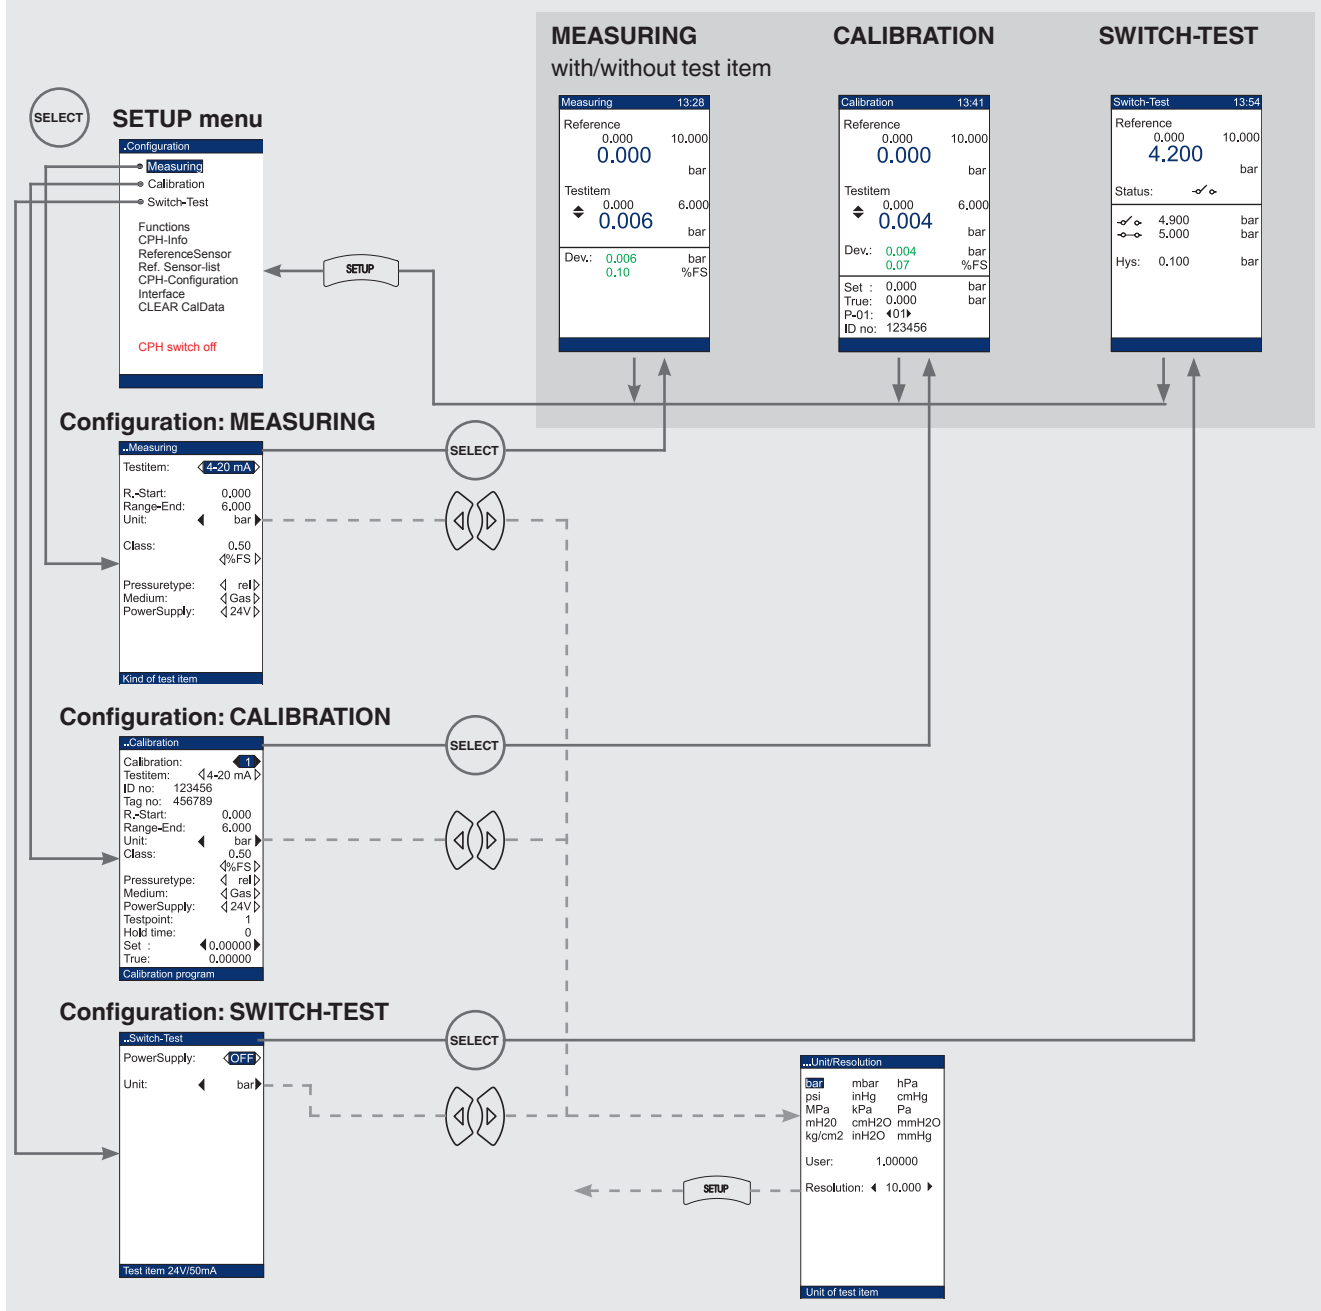 MEASURING
with/without test item
CALIBRATION
SWITCH-TEST
Measuring 13:28
Reference
0.000 10.000
0.000
bar
Testitem
0.000 6.000
0.006
bar
Dev.: 0.006 bar
0.10 %FS
Calibration 13:41
Reference
0.000 10.000
0.000
bar
Testitem
0.000 6.000
0.004
bar
Dev.: 0.004 bar
0.07 %FS
Set : 0.000 bar
True: 0.000 bar
P-01: 01
ID no: 123456
Switch-Test 13:54
Reference
0.000 10.000
4.200
bar
Status:
4.900 bar
5.000 bar
Hys: 0.100 bar
SELECT
SETUP menu
.Configuration
Measuring
Calibration
Switch-Test
Functions
CPH-Info
ReferenceSensor
Ref. Sensor-list
CPH-Configuration
Interface
CLEAR CalData
CPH switch off
SETUP
Configuration: MEASURING
..Measuring
Testitem: 4-20 mA
R.-Start: 0.000
Range-End: 6.000
Unit: bar
Class: 0.50
%FS
Pressuretype: rel
Medium: Gas
PowerSupply: 24V
Kind of test item
SELECT
Configuration: CALIBRATION
..Calibration
Calibration: 1
Testitem: 4-20 mA
ID no: 123456
Tag no: 456789
R.-Start: 0.000
Range-End: 6.000
Unit: bar
Class: 0.50
%FS
Pressuretype: rel
Medium: Gas
PowerSupply: 24V
Testpoint: 1
Hold time: 0
Set : 0.00000
True: 0.00000
Calibration program
SELECT
Configuration: SWITCH-TEST
..Switch-Test
PowerSupply: OFF
Unit: bar
Test item 24V/50mA
SELECT
...Unit/Resolution
bar mbar hPa
psi inHg cmHg
MPa kPa Pa
mH20 cmH2O mmH2O
kg/cm2 inH2O mmHg
User: 1.00000
Resolution: 10.000
Unit of test item
SETUP